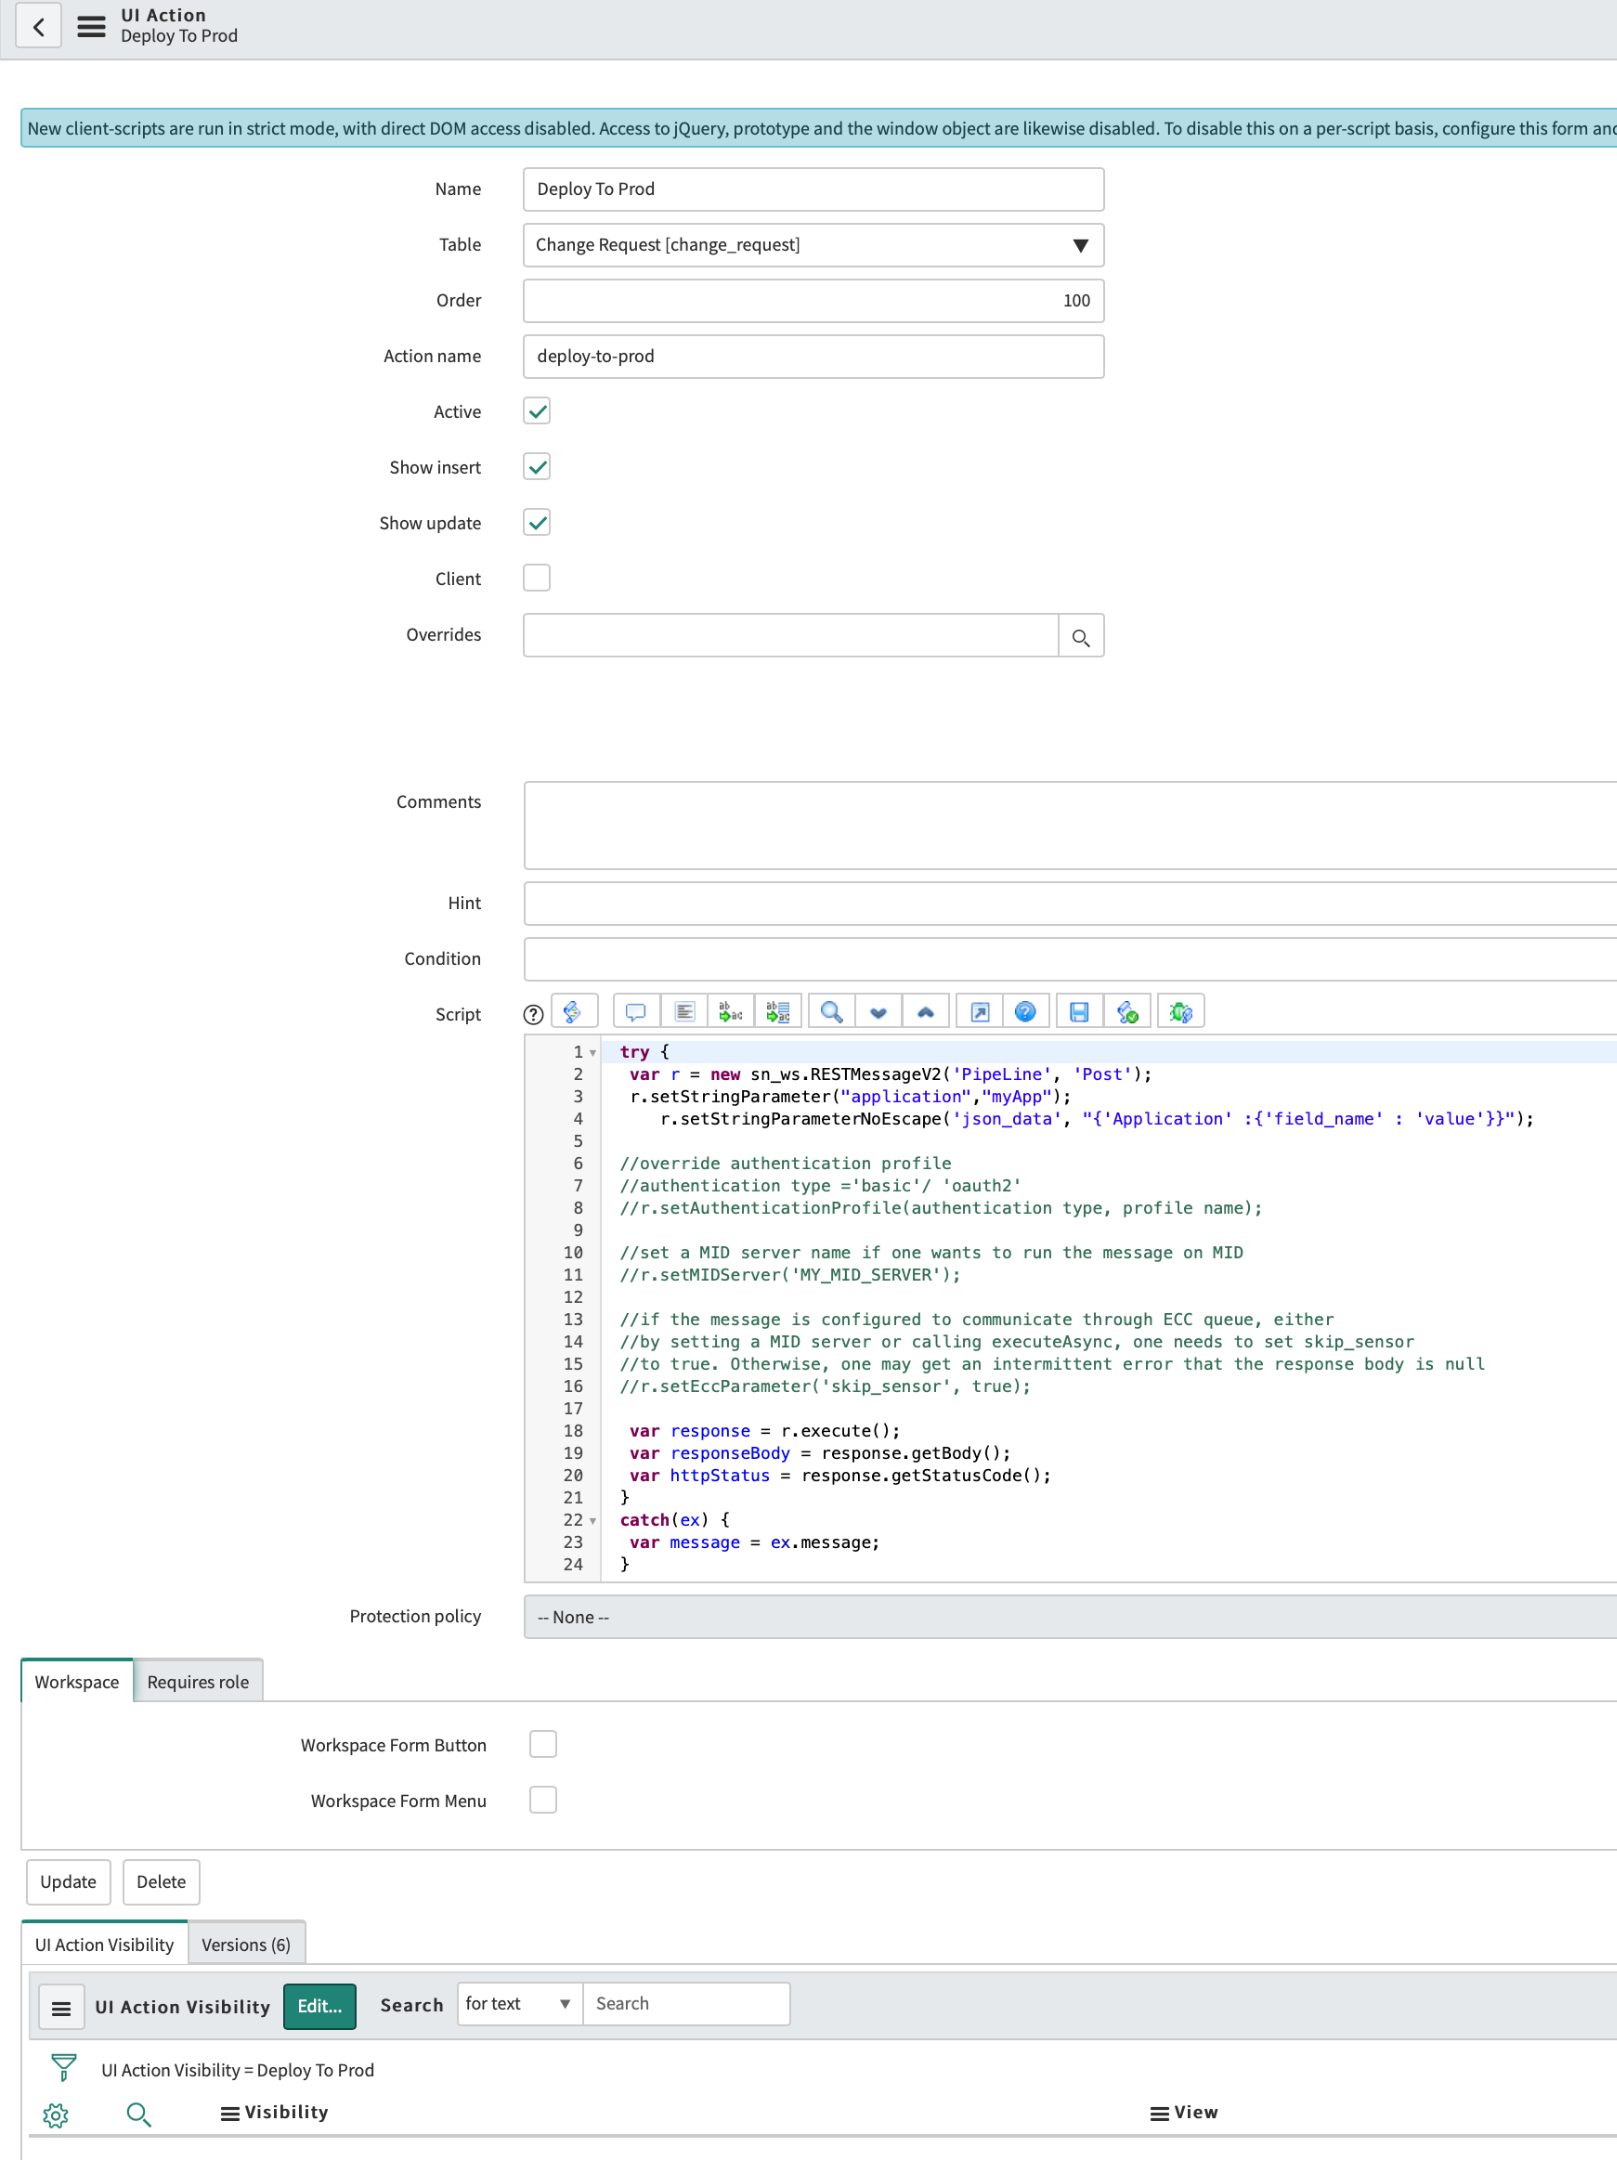 UI Action
Deploy To Prod
New client-scripts are run in strict mode, with direct DOM access disabled. Access to jQuery, prototype and the window object are likewise disabled. To disable this on a per-script basis, configure this form and
Name
Deploy To Prod
Table
Change Request [change_request]
Order
100
Action name
deploy-to-prod
Active
Show insert
Show update
Client
Overrides
Comments
Hint
Condition
Script
1 try {
2 var r = new sn_ws.RESTMessageV2('PipeLine', 'Post');
3 r.setStringParameter("application","myApp");
4 r.setStringParameterNoEscape('json_data', "{'Application' :{'field_name' : 'value'}}");
5
6 //override authentication profile
7 //authentication type ='basic'/ 'oauth2'
8 //r.setAuthenticationProfile(authentication type, profile name);
9
10 //set a MID server name if one wants to run the message on MID
11 //r.setMIDServer('MY_MID_SERVER');
12
13 //if the message is configured to communicate through ECC queue, either
14 //by setting a MID server or calling executeAsync, one needs to set skip_sensor
15 //to true. Otherwise, one may get an intermittent error that the response body is null
16 //r.setEccParameter('skip_sensor', true);
17
18 var response = r.execute();
19 var responseBody = response.getBody();
20 var httpStatus = response.getStatusCode();
21 }
22 catch(ex) {
23 var message = ex.message;
24 }
Protection policy
-- None --
Workspace Requires role
Workspace Form Button
Workspace Form Menu
Update Delete
UI Action Visibility Versions (6)
UI Action Visibility Edit... Search for text Search
UI Action Visibility = Deploy To Prod
Visibility View